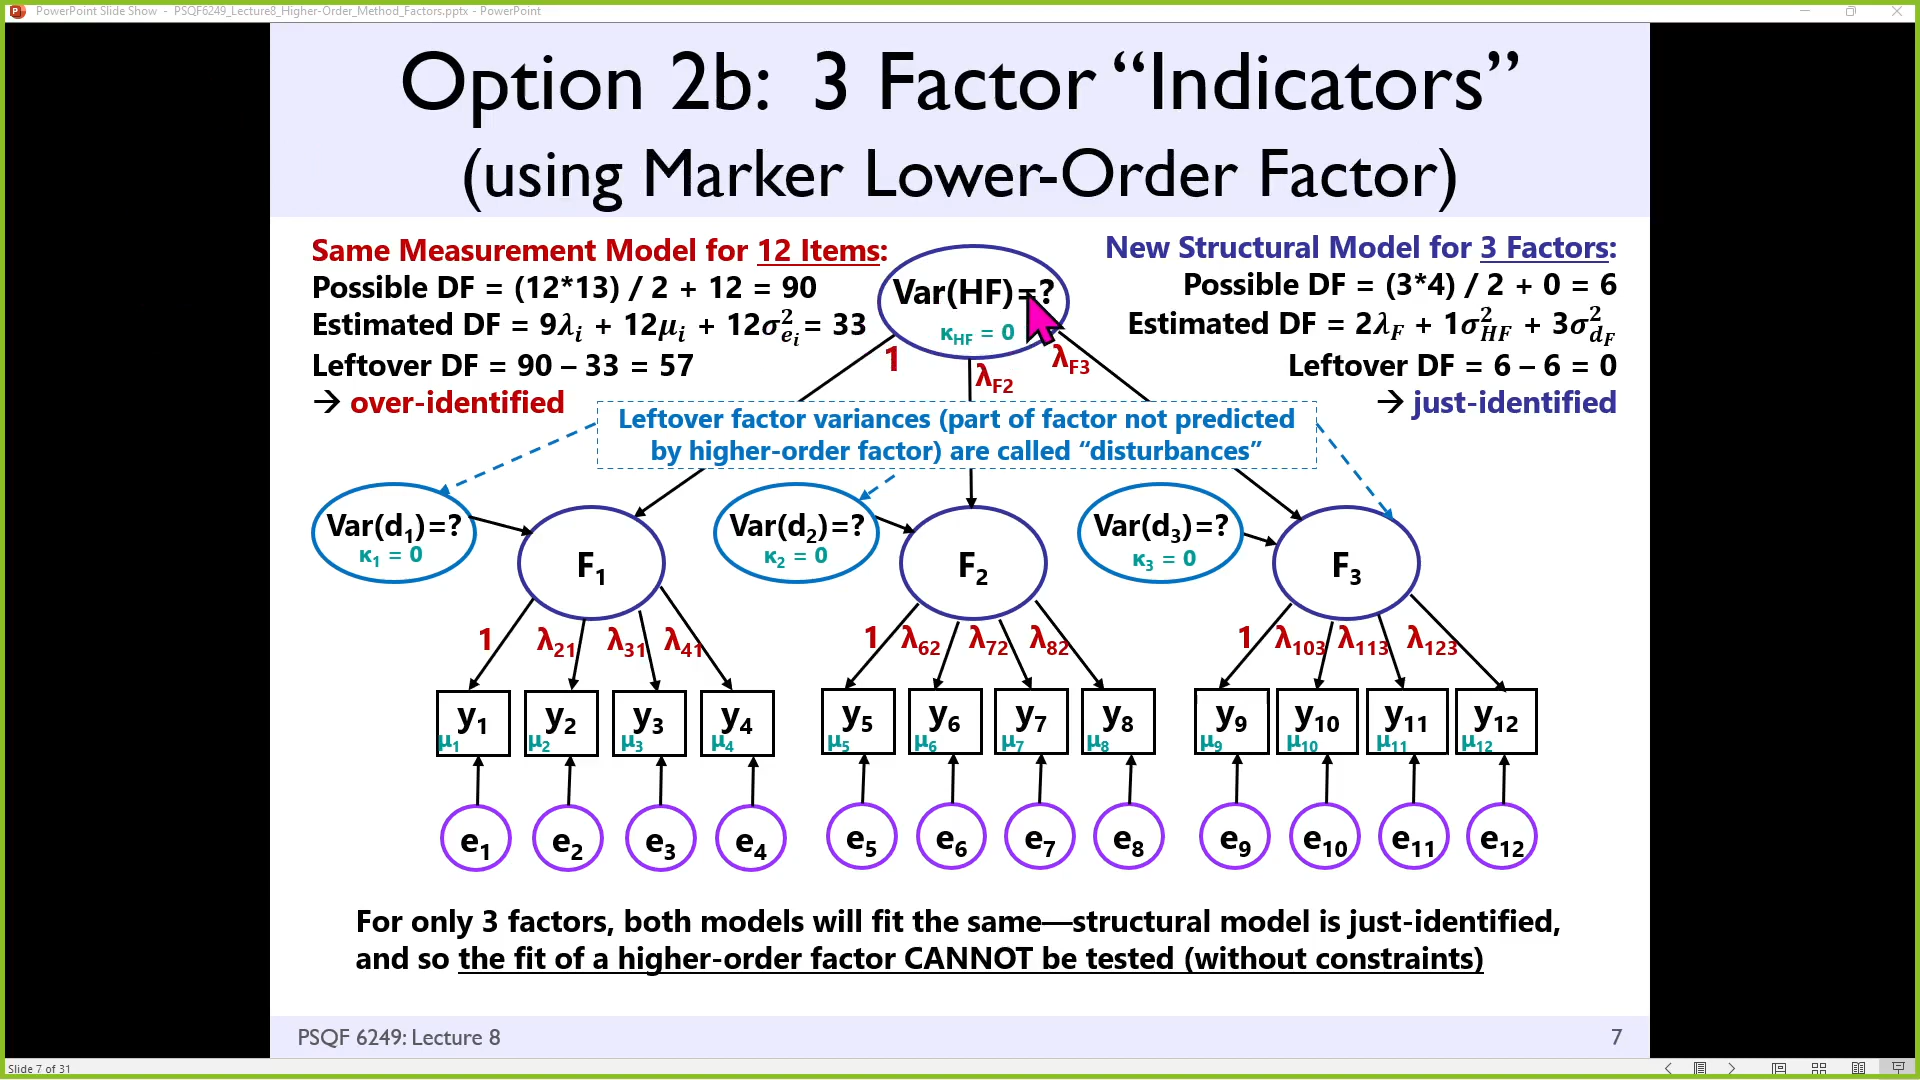 PowerPoint Slide Show - PSQF6249_Lecture8_Higher-Order_Method_Factors.pptx - PowerPoint
Option 2b: 3 Factor “Indicators”
(using Marker Lower-Order Factor)
Same Measurement Model for 12 Items:
Possible DF = (12*13) / 2 + 12 = 90
Estimated DF = 9λᵢ + 12μᵢ + 12σ²ₑᵢ = 33
Leftover DF = 90 – 33 = 57
→ over-identified
New Structural Model for 3 Factors:
Possible DF = (3*4) / 2 + 0 = 6
Estimated DF = 2λ_F + 1σ²_HF + 3σ²_d_F
Leftover DF = 6 – 6 = 0
→ just-identified
Var(HF)=?
κ_HF = 0
1 λ_F2 λ_F3
Leftover factor variances (part of factor not predicted
by higher-order factor) are called “disturbances”
Var(d₁)=? Var(d₂)=? Var(d₃)=?
κ₁ = 0 κ₂ = 0 κ₃ = 0
F₁ F₂ F₃
1 λ₂₁ λ₃₁ λ₄₁ 1 λ₆₂ λ₇₂ λ₈₂ 1 λ₁₀₃ λ₁₁₃ λ₁₂₃
y₁ y₂ y₃ y₄ y₅ y₆ y₇ y₈ y₉ y₁₀ y₁₁ y₁₂
μ₁ μ₂ μ₃ μ₄ μ₅ μ₆ μ₇ μ₈ μ₉ μ₁₀ μ₁₁ μ₁₂
e₁ e₂ e₃ e₄ e₅ e₆ e₇ e₈ e₉ e₁₀ e₁₁ e₁₂
For only 3 factors, both models will fit the same—structural model is just-identified,
and so the fit of a higher-order factor CANNOT be tested (without constraints)
PSQF 6249: Lecture 8
7
Slide 7 of 31